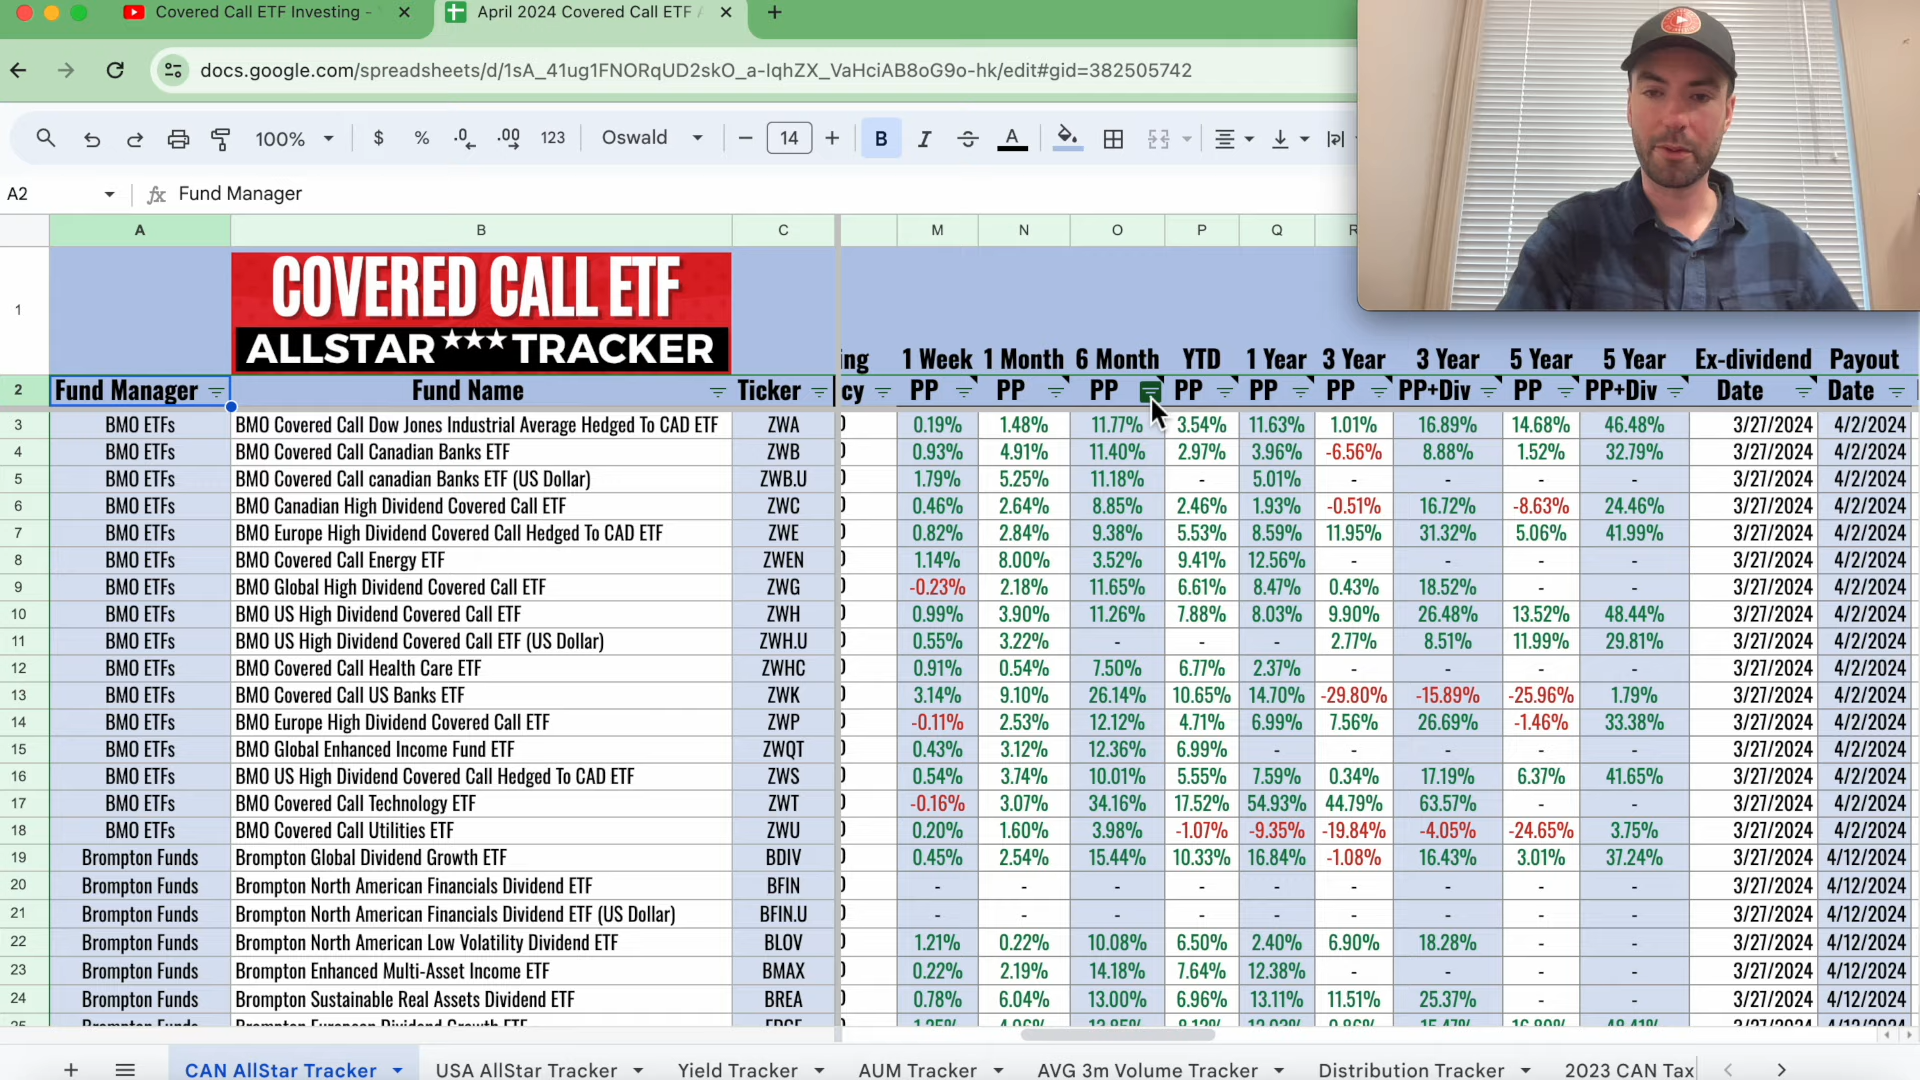 Covered Call ETF Investing -
April 2024 Covered Call ETF
docs.google.com/spreadsheets/d/1sA_41ug1FNORqUD2skO_a-IqhZX_VaHciAB8oG9o-hk/edit#gid=382505742
100% $ % .0 .00 123 Oswald 14 B I A
A2 fx Fund Manager
A B C M N O P Q R
1 COVERED CALL ETF
ALLSTAR ★★★ TRACKER
ing 1 Week 1 Month 6 Month YTD 1 Year 3 Year 3 Year 5 Year 5 Year Ex-dividend Payout
2 Fund Manager Fund Name Ticker cy PP PP PP PP PP PP PP+Div PP PP+Div Date Date
3 BMO ETFs BMO Covered Call Dow Jones Industrial Average Hedged To CAD ETF ZWA 0.19% 1.48% 11.77% 3.54% 11.63% 1.01% 16.89% 14.68% 46.48% 3/27/2024 4/2/2024
4 BMO ETFs BMO Covered Call Canadian Banks ETF ZWB 0.93% 4.91% 11.40% 2.97% 3.96% -6.56% 8.88% 1.52% 32.79% 3/27/2024 4/2/2024
5 BMO ETFs BMO Covered Call canadian Banks ETF (US Dollar) ZWB.U 1.79% 5.25% 11.18% - 5.01% - - - - 3/27/2024 4/2/2024
6 BMO ETFs BMO Canadian High Dividend Covered Call ETF ZWC 0.46% 2.64% 8.85% 2.46% 1.93% -0.51% 16.72% -8.63% 24.46% 3/27/2024 4/2/2024
7 BMO ETFs BMO Europe High Dividend Covered Call Hedged To CAD ETF ZWE 0.82% 2.84% 9.38% 5.53% 8.59% 11.95% 31.32% 5.06% 41.99% 3/27/2024 4/2/2024
8 BMO ETFs BMO Covered Call Energy ETF ZWEN 1.14% 8.00% 3.52% 9.41% 12.56% - - - - 3/27/2024 4/2/2024
9 BMO ETFs BMO Global High Dividend Covered Call ETF ZWG -0.23% 2.18% 11.65% 6.61% 8.47% 0.43% 18.52% - - 3/27/2024 4/2/2024
10 BMO ETFs BMO US High Dividend Covered Call ETF ZWH 0.99% 3.90% 11.26% 7.88% 8.03% 9.90% 26.48% 13.52% 48.44% 3/27/2024 4/2/2024
11 BMO ETFs BMO US High Dividend Covered Call ETF (US Dollar) ZWH.U 0.55% 3.22% - - - 2.77% 8.51% 11.99% 29.81% 3/27/2024 4/2/2024
12 BMO ETFs BMO Covered Call Health Care ETF ZWHC 0.91% 0.54% 7.50% 6.77% 2.37% - - - - 3/27/2024 4/2/2024
13 BMO ETFs BMO Covered Call US Banks ETF ZWK 3.14% 9.10% 26.14% 10.65% 14.70% -29.80% -15.89% -25.96% 1.79% 3/27/2024 4/2/2024
14 BMO ETFs BMO Europe High Dividend Covered Call ETF ZWP -0.11% 2.53% 12.12% 4.71% 6.99% 7.56% 26.69% -1.46% 33.38% 3/27/2024 4/2/2024
15 BMO ETFs BMO Global Enhanced Income Fund ETF ZWQT 0.43% 3.12% 12.36% 6.99% - - - - - 3/27/2024 4/2/2024
16 BMO ETFs BMO US High Dividend Covered Call Hedged To CAD ETF ZWS 0.54% 3.74% 10.01% 5.55% 7.59% 0.34% 17.19% 6.37% 41.65% 3/27/2024 4/2/2024
17 BMO ETFs BMO Covered Call Technology ETF ZWT -0.16% 3.07% 34.16% 17.52% 54.93% 44.79% 63.57% - - 3/27/2024 4/2/2024
18 BMO ETFs BMO Covered Call Utilities ETF ZWU 0.20% 1.60% 3.98% -1.07% -9.35% -19.84% -4.05% -24.65% 3.75% 3/27/2024 4/2/2024
19 Brompton Funds Brompton Global Dividend Growth ETF BDIV 0.45% 2.54% 15.44% 10.33% 16.84% -1.08% 16.43% 3.01% 37.24% 3/27/2024 4/12/2024
20 Brompton Funds Brompton North American Financials Dividend ETF BFIN - - - - - - - - - 3/27/2024 4/12/2024
21 Brompton Funds Brompton North American Financials Dividend ETF (US Dollar) BFIN.U - - - - - - - - - 3/27/2024 4/12/2024
22 Brompton Funds Brompton North American Low Volatility Dividend ETF BLOV 1.21% 0.22% 10.08% 6.50% 2.40% 6.90% 18.28% - - 3/27/2024 4/12/2024
23 Brompton Funds Brompton Enhanced Multi-Asset Income ETF BMAX 0.22% 2.19% 14.18% 7.64% 12.38% - - - - 3/27/2024 4/12/2024
24 Brompton Funds Brompton Sustainable Real Assets Dividend ETF BREA 0.78% 6.04% 13.00% 6.96% 13.11% 11.51% 25.37% - - 3/27/2024 4/12/2024
CAN AllStar Tracker USA AllStar Tracker Yield Tracker AUM Tracker AVG 3m Volume Tracker Distribution Tracker 2023 CAN Tax